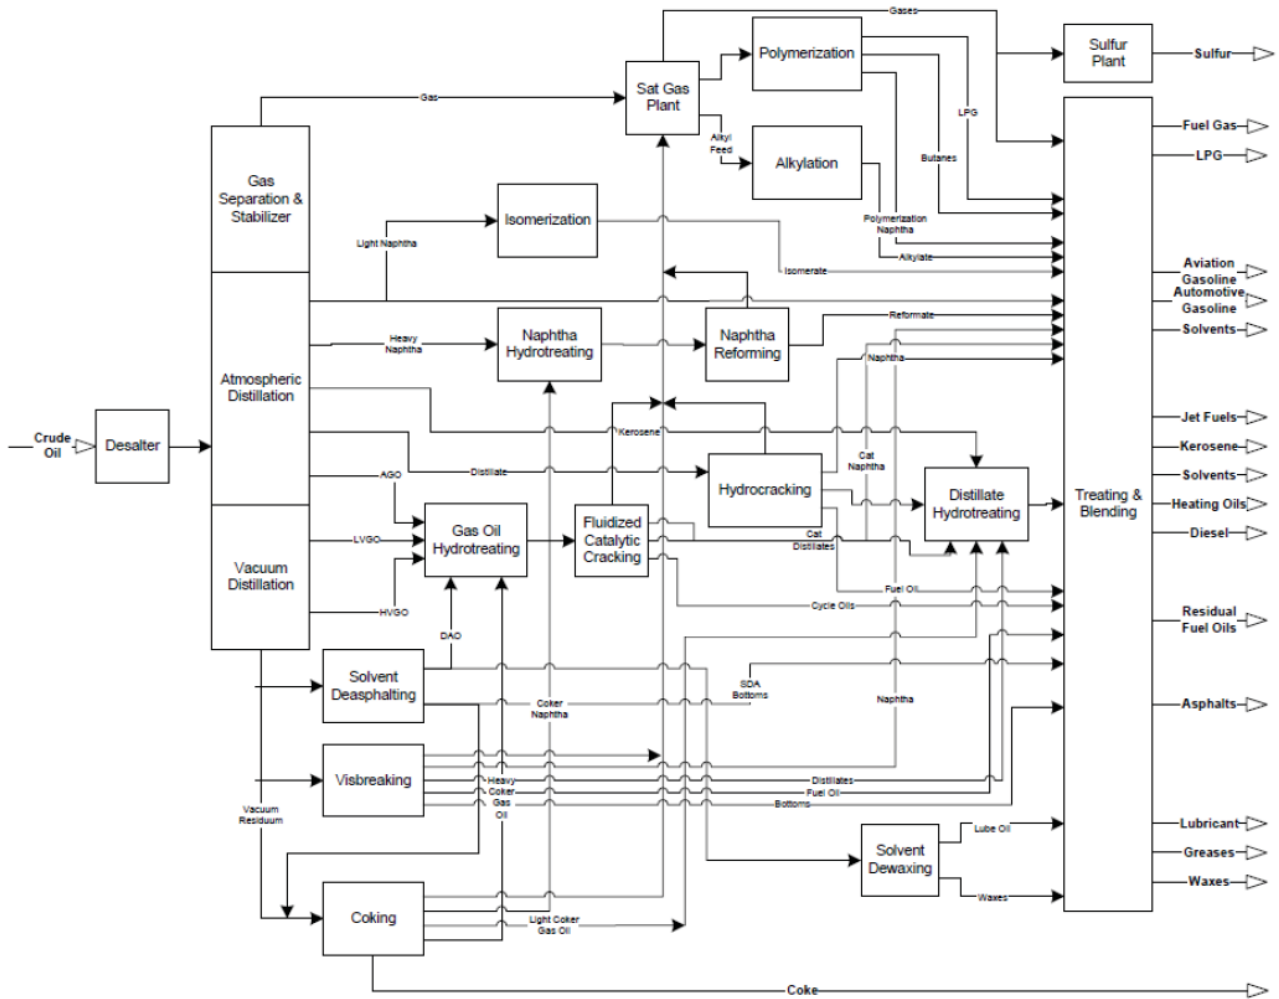 Gases
Polymerization
Sulfur
Plant
Sulfur
Gas
Sat Gas
Plant
LPG
Fuel Gas
LPG
Alkyl
Feed
Alkylation
Butanes
Gas
Separation &
Stabilizer
Isomerization
Light Naphtha
Polymerization
Naphtha
Alkylate
Isomerate
Aviation
Gasoline
Automotive
Gasoline
Solvents
Reformate
Heavy
Naphtha
Naphtha
Hydrotreating
Naphtha
Reforming
Naphtha
Atmospheric
Distillation
Crude
Oil
Desalter
Kerosene
Jet Fuels
Kerosene
Solvents
Heating Oils
Diesel
AGO
Distillate
Cat
Naphtha
Hydrocracking
Distillate
Hydrotreating
Treating &
Blending
Gas Oil
Hydrotreating
Fluidized
Catalytic
Cracking
Cat
Distillates
LVGO
Vacuum
Distillation
HVGO
Fuel Oil
Cycle Oils
Residual
Fuel Oils
DAO
Solvent
Deasphalting
SDA
Bottoms
Coker
Naphtha
Naphtha
Asphalts
Visbreaking
Heavy
Coker
Gas
Oil
Distillates
Fuel Oil
Bottoms
Vacuum
Residuum
Solvent
Dewaxing
Lube Oil
Waxes
Lubricant
Greases
Waxes
Coking
Light Coker
Gas Oil
Coke